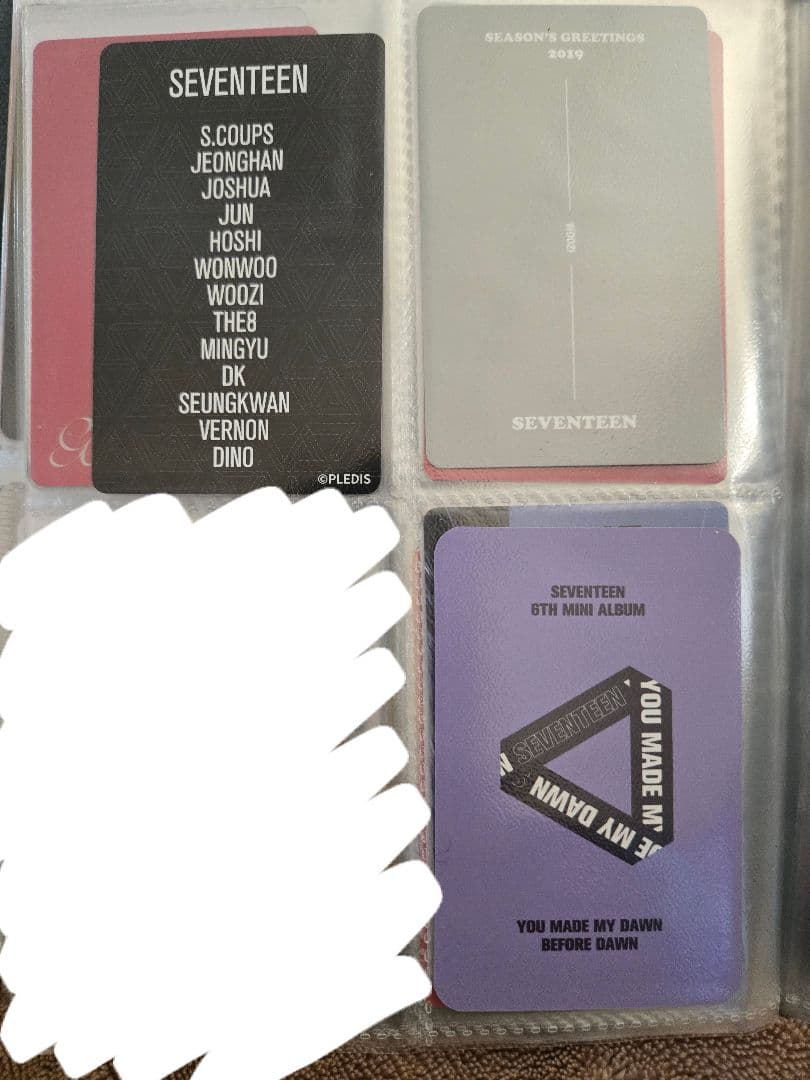 SEVENTEEN
S.COUPS
JEONGHAN
JOSHUA
JUN
HOSHI
WONWOO
WOOZI
THE8
MINGYU
DK
SEUNGKWAN
VERNON
DINO
©PLEDIS
SEASON'S GREETINGS
2019
WOOZI
SEVENTEEN
SEVENTEEN
6TH MINI ALBUM
SEVENTEEN
YOU MADE M
E MY DAWN
YOU MADE MY DAWN
BEFORE DAWN